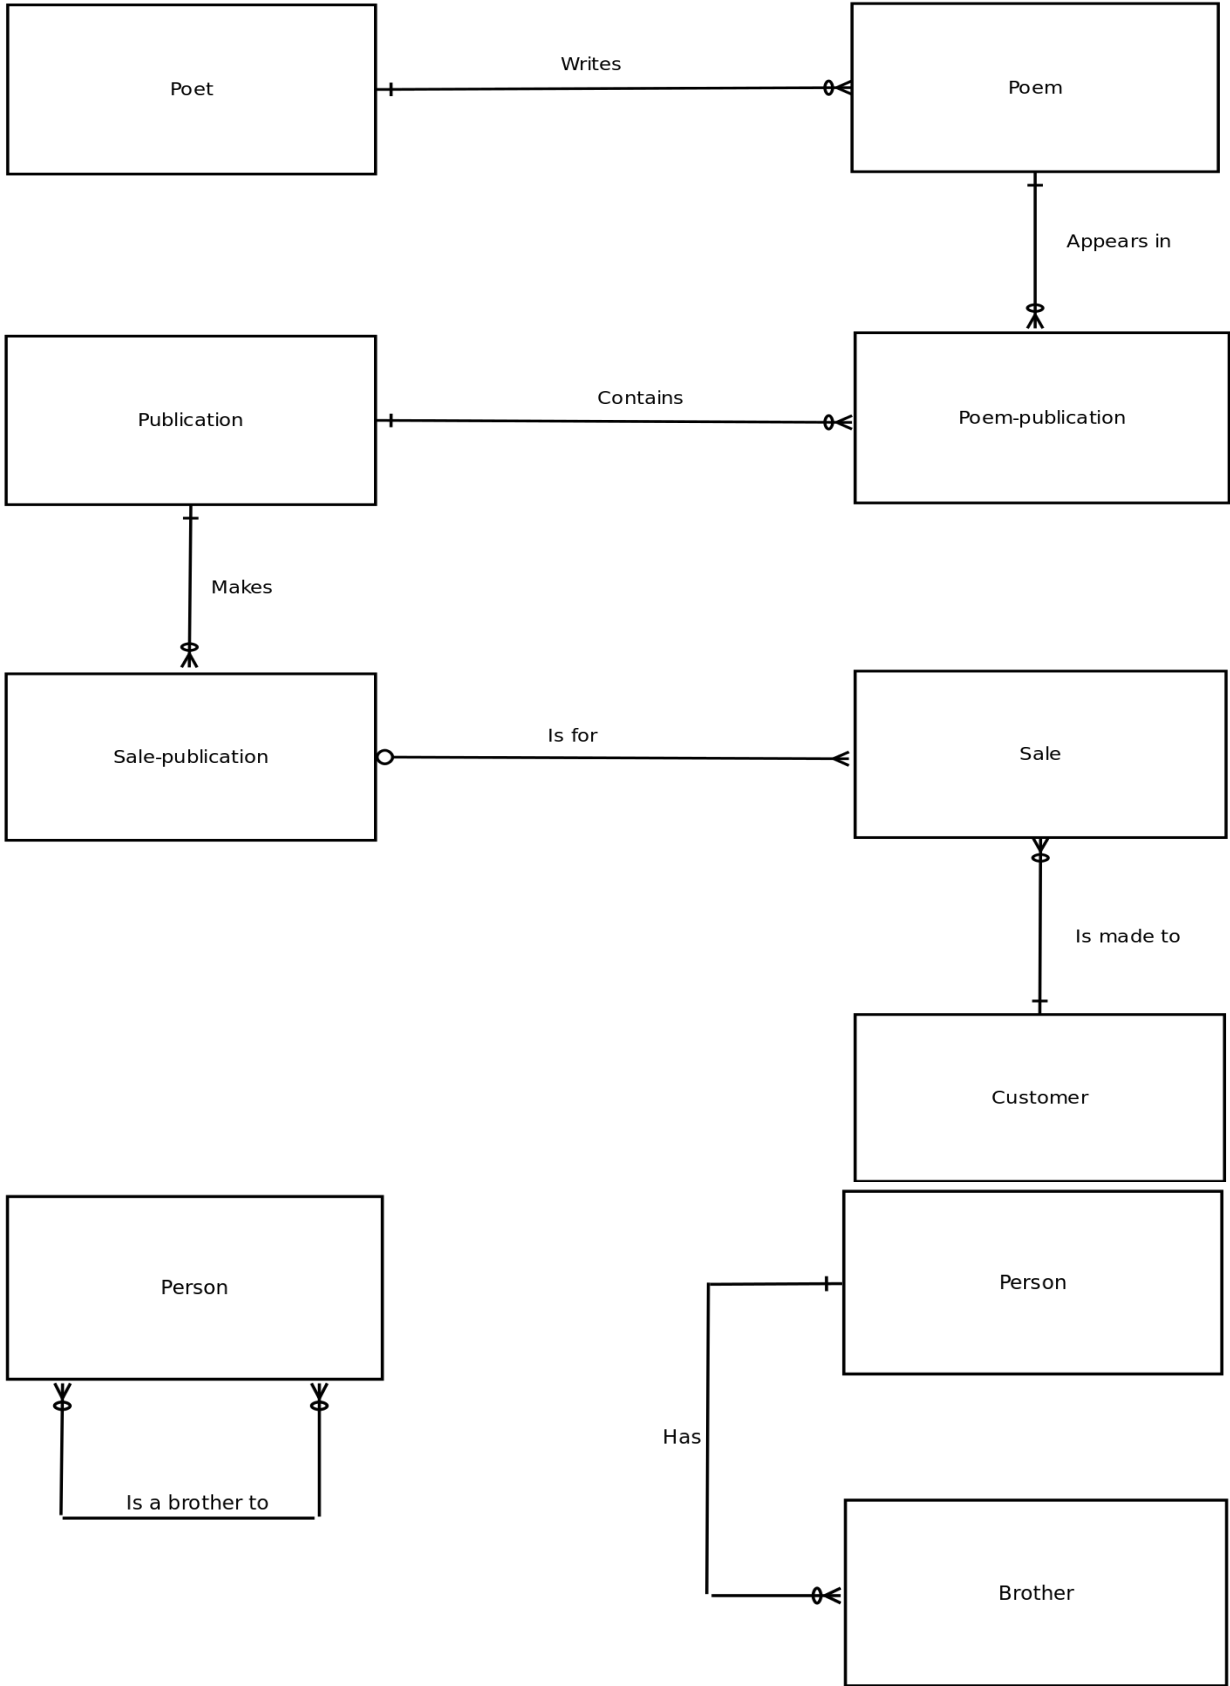 Writes
Poet
Poem
Appears in
Contains
Publication
Poem-publication
Makes
Is for
Sale-publication
Sale
Is made to
Customer
Person
Person
Has
Is a brother to
Brother